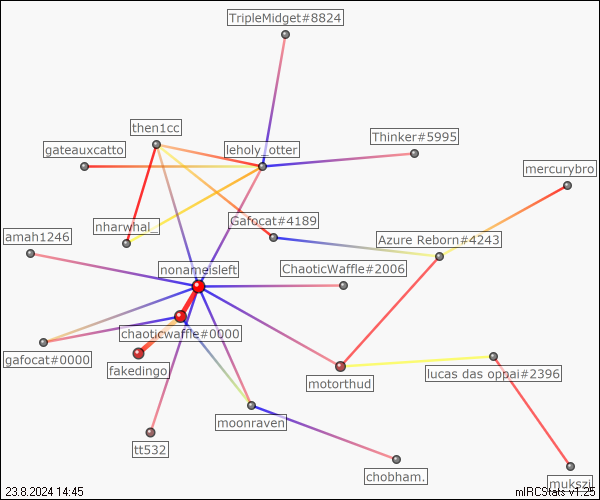 TripleMidget#8824
then1cc
Thinker#5995
gateauxcatto
leholy_otter
mercurybro
nharwhal_
Gafocat#4189
amah1246
Azure Reborn#4243
nonameisleft
ChaoticWaffle#2006
chaoticwaffle#0000
gafocat#0000
fakedingo
motorthud
lucas das oppai#2396
moonraven
tt532
chobham.
mukszi
23.8.2024 14:45
mIRCStats v1.25